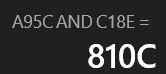 A95C AND C18E =
810C